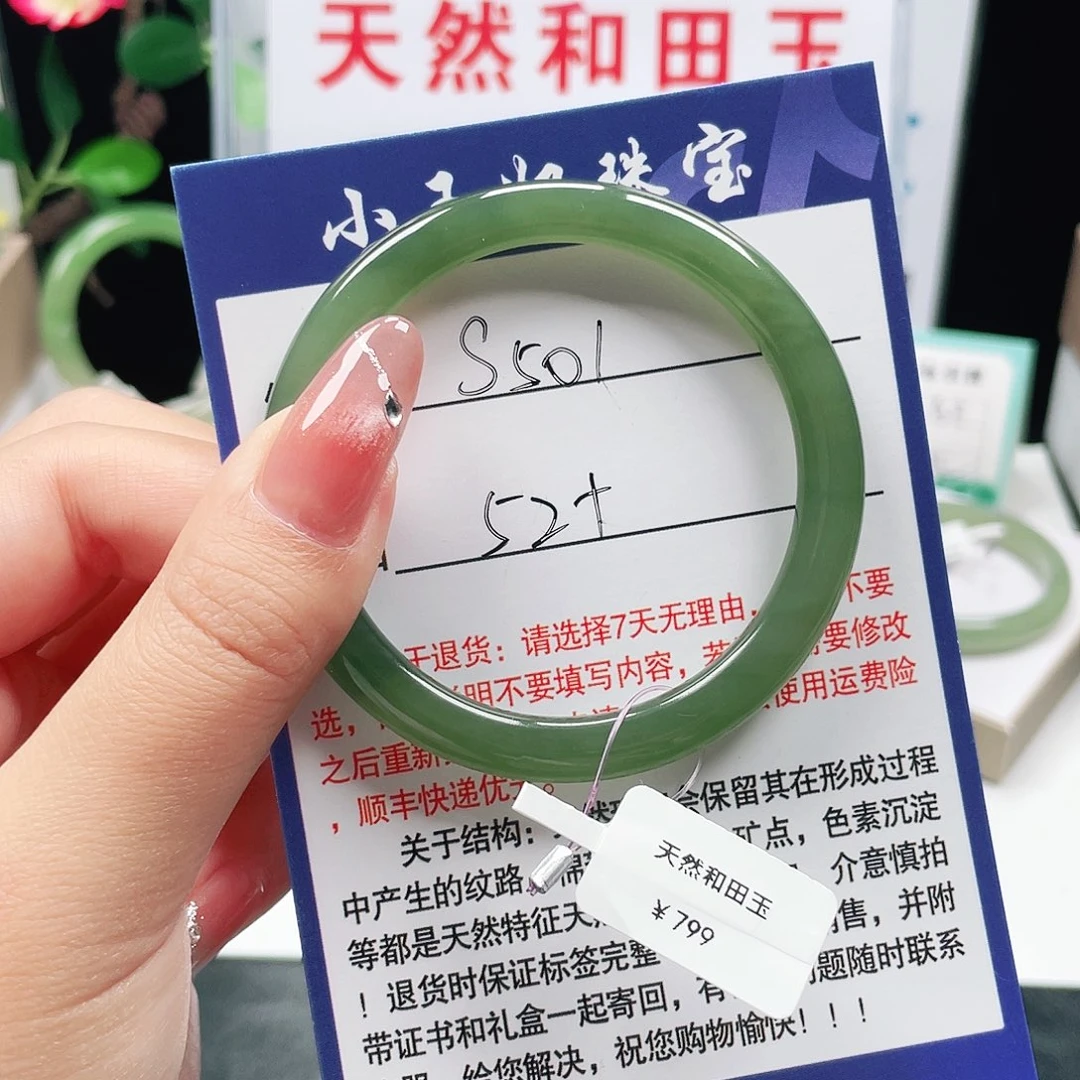 天然和田玉
小 珠宝
S501
52+
于退货：请选择7天无理由， 不要
选， 明不要填写内容， 要修改
之后重新 使用运费险
，顺丰快递优
关于结构： 保留其在形成过程
中产生的纹路 矿点，色素沉淀
等都是天然特征天 介意慎拍
！退货时保证标签完整 售，并附
带证书和礼盒一起寄回，有 题随时联系
给您解决，祝您购物愉快！！！
天然和田玉
￥799